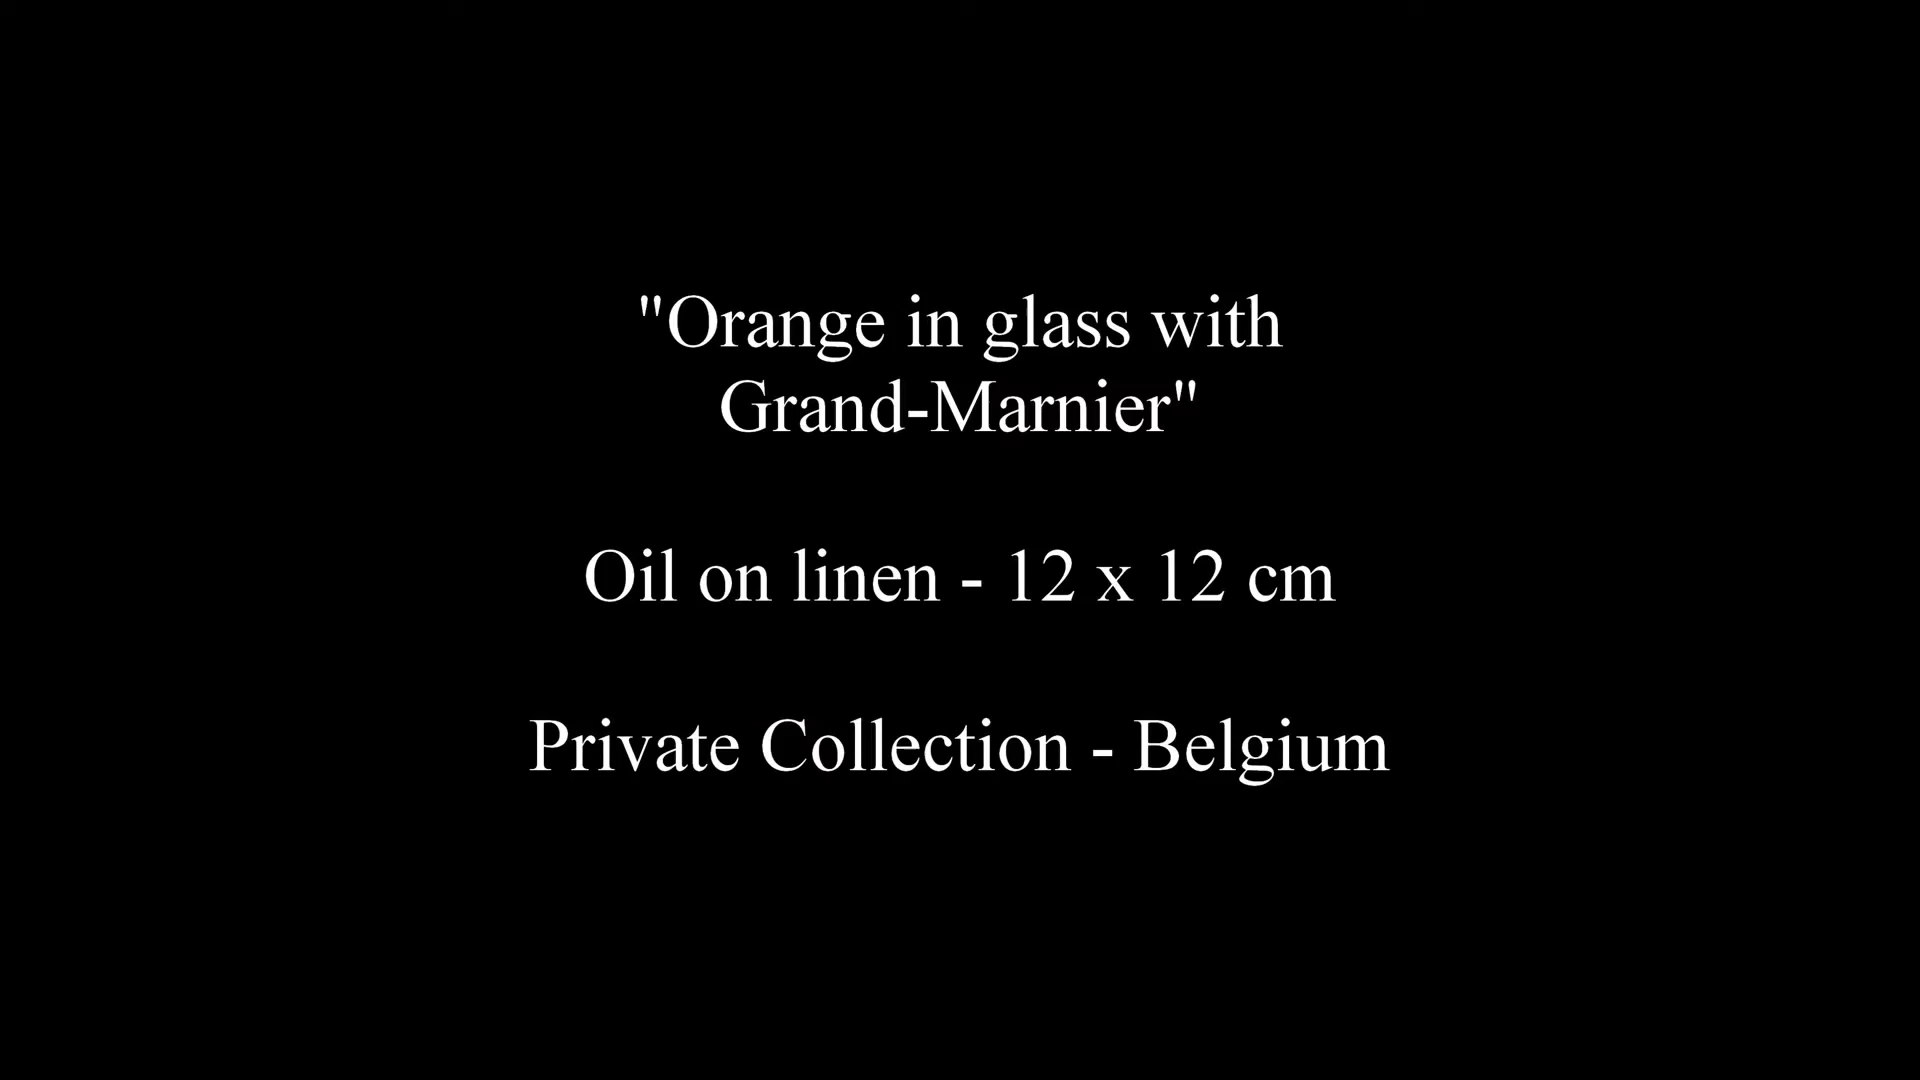 "Orange in glass with
Grand-Marnier"
Oil on linen - 12 x 12 cm
Private Collection - Belgium